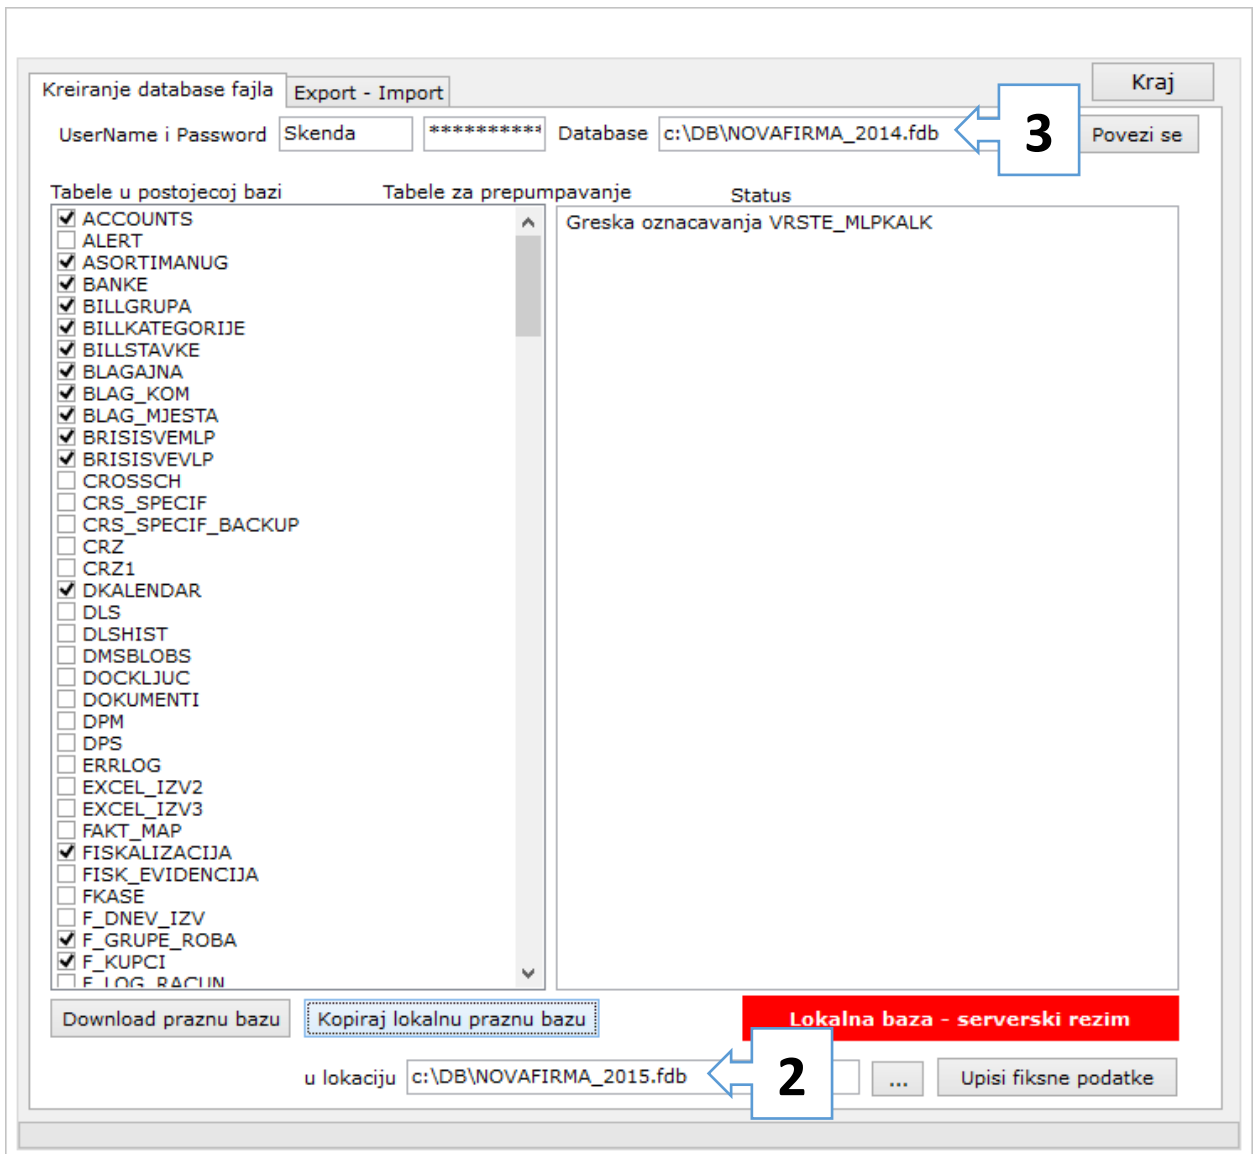 Kraj
Kreiranje database fajla Export - Import
UserName i Password Skenda ********** Database c:\DB\NOVAFIRMA_2014.fdb 3 Povezi se
Tabele u postojecoj bazi Tabele za prepumpavanje Status
ACCOUNTS
ALERT
ASORTIMANUG
BANKE
BILLGRUPA
BILLKATEGORIJE
BILLSTAVKE
BLAGAJNA
BLAG_KOM
BLAG_MJESTA
BRISISVEMLP
BRISISVEVLP
CROSSCH
CRS_SPECIF
CRS_SPECIF_BACKUP
CRZ
CRZ1
DKALENDAR
DLS
DLSHIST
DMSBLOBS
DOCKLJUC
DOKUMENTI
DPM
DPS
ERRLOG
EXCEL_IZV2
EXCEL_IZV3
FAKT_MAP
FISKALIZACIJA
FISK_EVIDENCIJA
FKASE
F_DNEV_IZV
F_GRUPE_ROBA
F_KUPCI
F_LOG_RACUN
Greska oznacavanja VRSTE_MLPKALK
Download praznu bazu Kopiraj lokalnu praznu bazu Lokalna baza - serverski rezim
u lokaciju c:\DB\NOVAFIRMA_2015.fdb 2 ... Upisi fiksne podatke